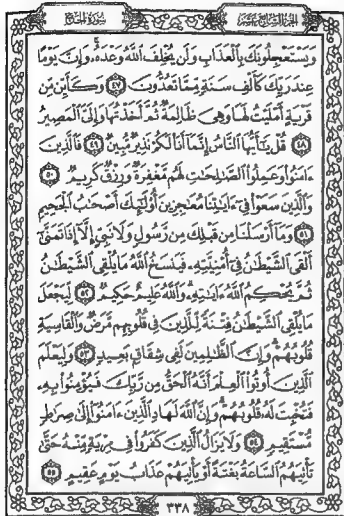 الجزء السابع عشر
سورة الحج
وَيَسْتَعْجِلُونَكَ بِٱلْعَذَابِ وَلَن يُخْلِفَ ٱللَّهُ وَعْدَهُۥ وَإِنَّ يَوْمًا
عِندَ رَبِّكَ كَأَلْفِ سَنَةٍ مِّمَّا تَعُدُّونَ ٤٧ وَكَأَيِّن مِّن
قَرْيَةٍ أَمْلَيْتُ لَهَا وَهِىَ ظَالِمَةٌ ثُمَّ أَخَذْتُهَا وَإِلَىَّ ٱلْمَصِيرُ
٤٨ قُلْ يَٰٓأَيُّهَا ٱلنَّاسُ إِنَّمَآ أَنَا۠ لَكُمْ نَذِيرٌ مُّبِينٌ ٤٩ فَٱلَّذِينَ
ءَامَنُوا۟ وَعَمِلُوا۟ ٱلصَّٰلِحَٰتِ لَهُم مَّغْفِرَةٌ وَرِزْقٌ كَرِيمٌ ٥٠
وَٱلَّذِينَ سَعَوْا۟ فِىٓ ءَايَٰتِنَا مُعَٰجِزِينَ أُو۟لَٰٓئِكَ أَصْحَٰبُ ٱلْجَحِيمِ
٥١ وَمَآ أَرْسَلْنَا مِن قَبْلِكَ مِن رَّسُولٍ وَلَا نَبِىٍّ إِلَّآ إِذَا تَمَنَّىٰٓ
أَلْقَى ٱلشَّيْطَٰنُ فِىٓ أُمْنِيَّتِهِۦ فَيَنسَخُ ٱللَّهُ مَا يُلْقِى ٱلشَّيْطَٰنُ
ثُمَّ يُحْكِمُ ٱللَّهُ ءَايَٰتِهِۦ وَٱللَّهُ عَلِيمٌ حَكِيمٌ ٥٢ لِّيَجْعَلَ
مَا يُلْقِى ٱلشَّيْطَٰنُ فِتْنَةً لِّلَّذِينَ فِى قُلُوبِهِم مَّرَضٌ وَٱلْقَاسِيَةِ
قُلُوبُهُمْ وَإِنَّ ٱلظَّٰلِمِينَ لَفِى شِقَاقٍۭ بَعِيدٍ ٥٣ وَلِيَعْلَمَ
ٱلَّذِينَ أُوتُوا۟ ٱلْعِلْمَ أَنَّهُ ٱلْحَقُّ مِن رَّبِّكَ فَيُؤْمِنُوا۟ بِهِۦ
فَتُخْبِتَ لَهُۥ قُلُوبُهُمْ وَإِنَّ ٱللَّهَ لَهَادِ ٱلَّذِينَ ءَامَنُوٓا۟ إِلَىٰ صِرَٰطٍ
مُّسْتَقِيمٍ ٥٤ وَلَا يَزَالُ ٱلَّذِينَ كَفَرُوا۟ فِى مِرْيَةٍ مِّنْهُ حَتَّىٰ
تَأْتِيَهُمُ ٱلسَّاعَةُ بَغْتَةً أَوْ يَأْتِيَهُمْ عَذَابُ يَوْمٍ عَقِيمٍ ٥٥
٣٣٨